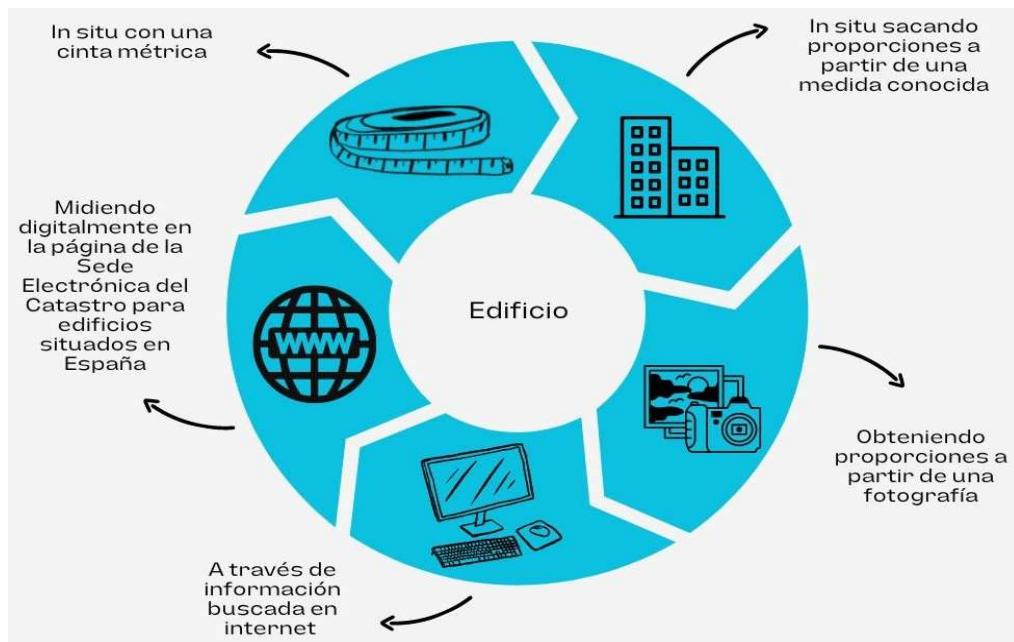 In situ con una
cinta métrica
In situ sacando
proporciones a
partir de una
medida conocida
Midiendo
digitalmente en
la página de la
Sede
Electrónica del
Catastro para
edificios
situados en
España
WWW
Edificio
Obteniendo
proporciones a
partir de una
fotografía
A través de
información
buscada en
internet